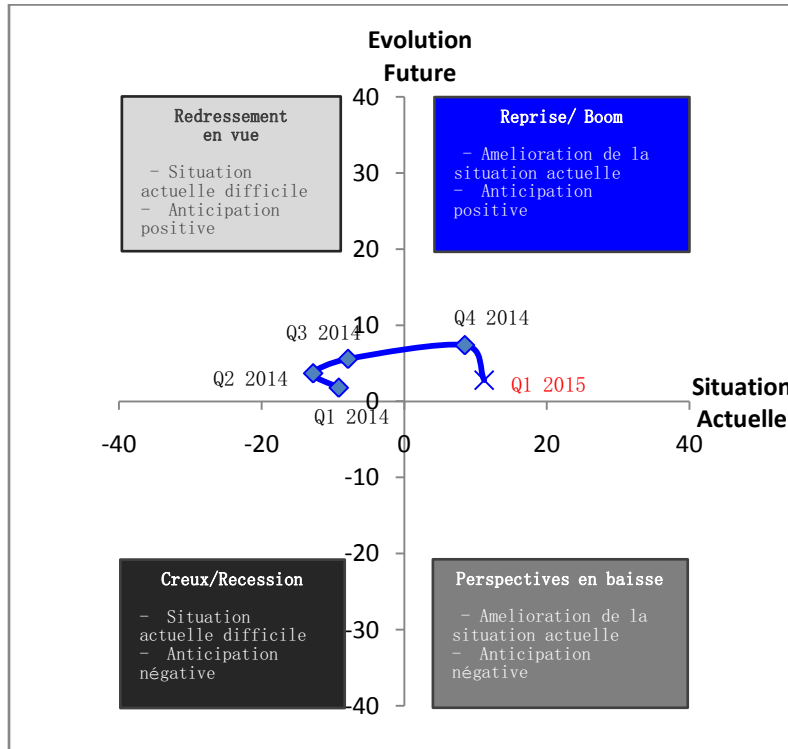 Evolution
Future
Redressement
en vue
－ Situation
actuelle difficile
－ Anticipation
positive
Reprise/ Boom
－ Amelioration de la
situation actuelle
－ Anticipation
positive
40
30
20
10
0
-10
-20
-30
-40
Q3 2014
Q4 2014
Q2 2014
Q1 2014
Q1 2015
Situation
Actuelle
-40
-20
0
20
40
Creux/Recession
－ Situation
actuelle difficile
－ Anticipation
négative
Perspectives en baisse
－ Amelioration de la
situation actuelle
－ Anticipation
négative